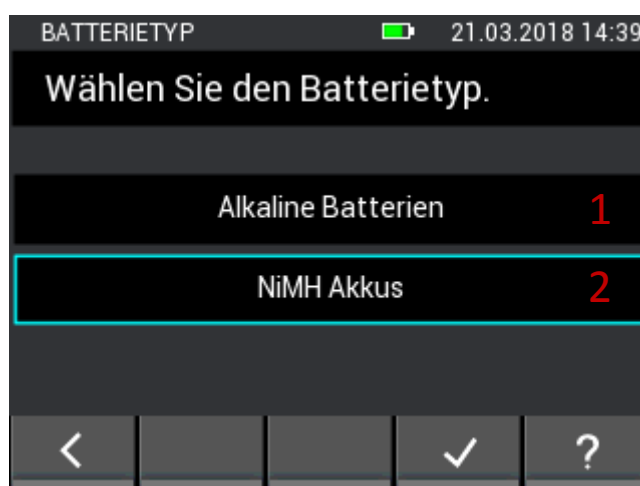 BATTERIETYP 21.03.2018 14:39
Wählen Sie den Batterietyp.
Alkaline Batterien 1
NiMH Akkus 2
?